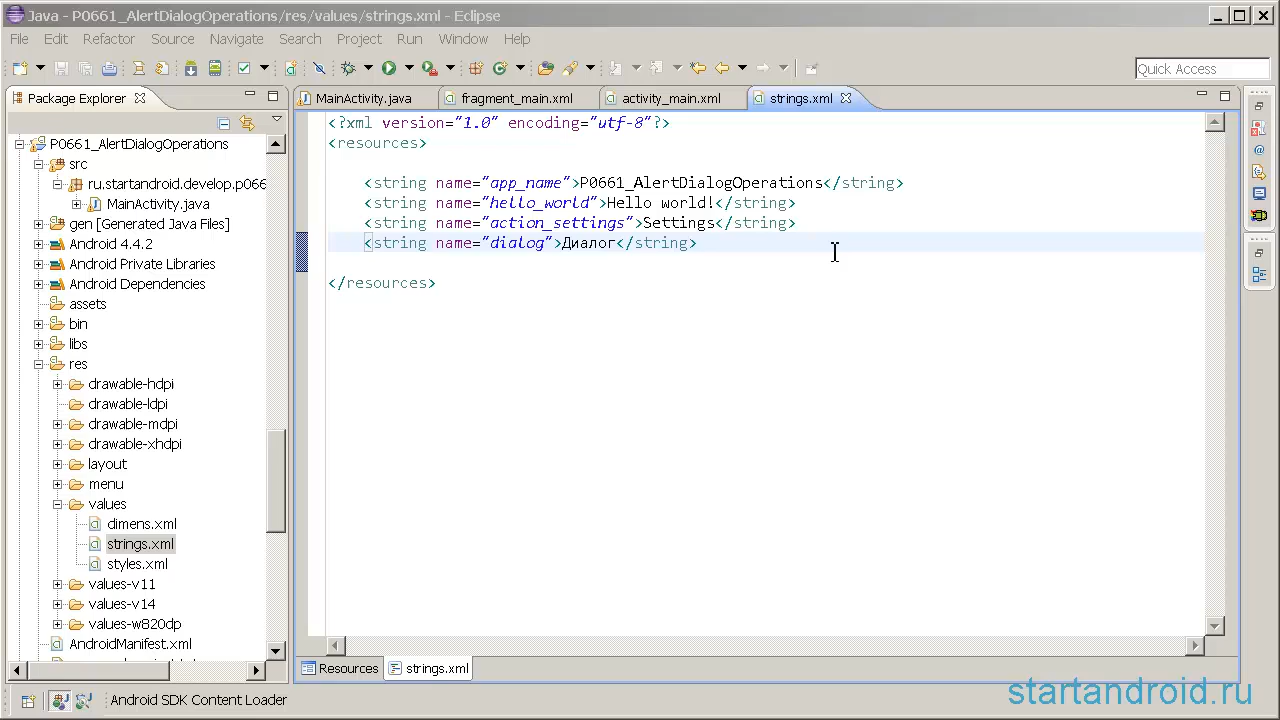 Java - P0661_AlertDialogOperations/res/values/strings.xml - Eclipse
File Edit Refactor Source Navigate Search Project Run Window Help
Quick Access
Package Explorer
MainActivity.java fragment_main.xml activity_main.xml strings.xml
P0661_AlertDialogOperations
src
ru.startandroid.develop.p066
MainActivity.java
gen [Generated Java Files]
Android 4.4.2
Android Private Libraries
Android Dependencies
assets
bin
libs
res
drawable-hdpi
drawable-ldpi
drawable-mdpi
drawable-xhdpi
layout
menu
values
dimens.xml
strings.xml
styles.xml
values-v11
values-v14
values-w820dp
AndroidManifest.xml
<?xml version="1.0" encoding="utf-8"?>
<resources>
<string name="app_name">P0661_AlertDialogOperations</string>
<string name="hello_world">Hello world!</string>
<string name="action_settings">Settings</string>
<string name="dialog">Диалог</string>
</resources>
Resources strings.xml
Android SDK Content Loader
startandroid.ru